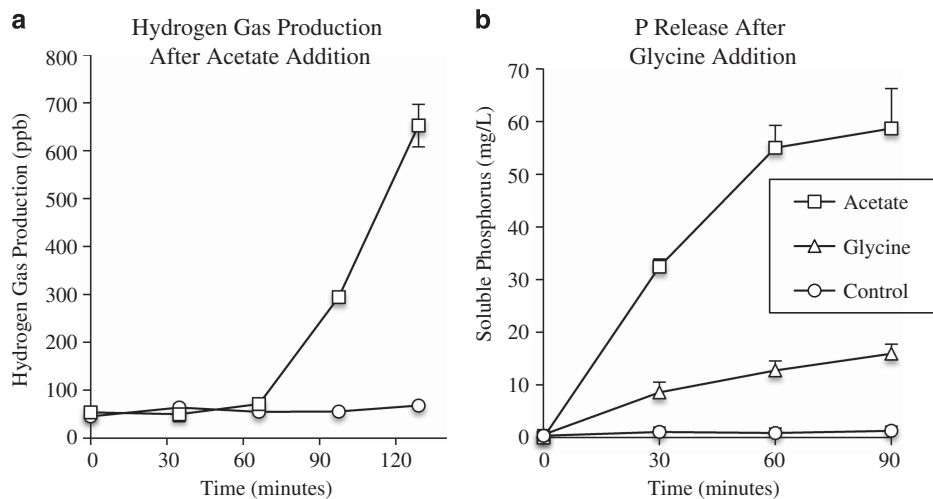 a
Hydrogen Gas Production
After Acetate Addition
800
700
600
500
400
300
200
100
0
Hydrogen Gas Production (ppb)
0
30
60
90
120
Time (minutes)
b
P Release After
Glycine Addition
70
60
50
40
30
20
10
0
Soluble Phosphorus (mg/L)
Acetate
Glycine
Control
0
30
60
90
Time (minutes)